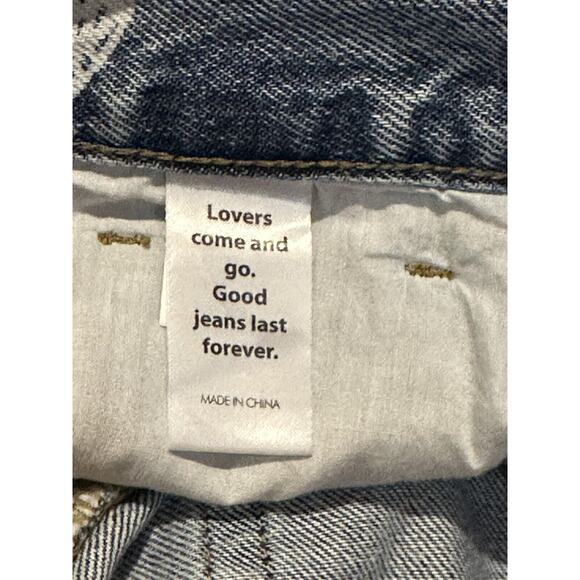 Lovers
come and
go.
Good
jeans last
forever.
MADE IN CHINA